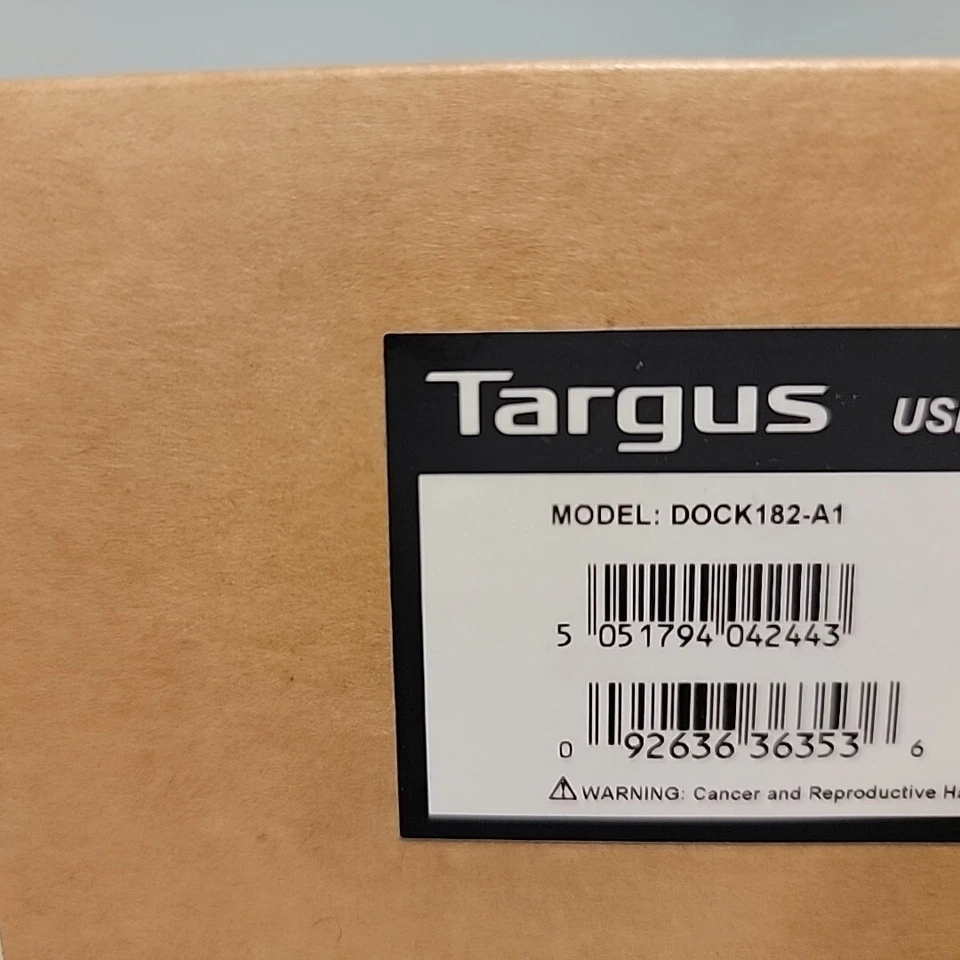 Targus
MODEL: DOCK182-A1
5 051794 042443
0 92636 36353 6
WARNING: Cancer and Reproductive